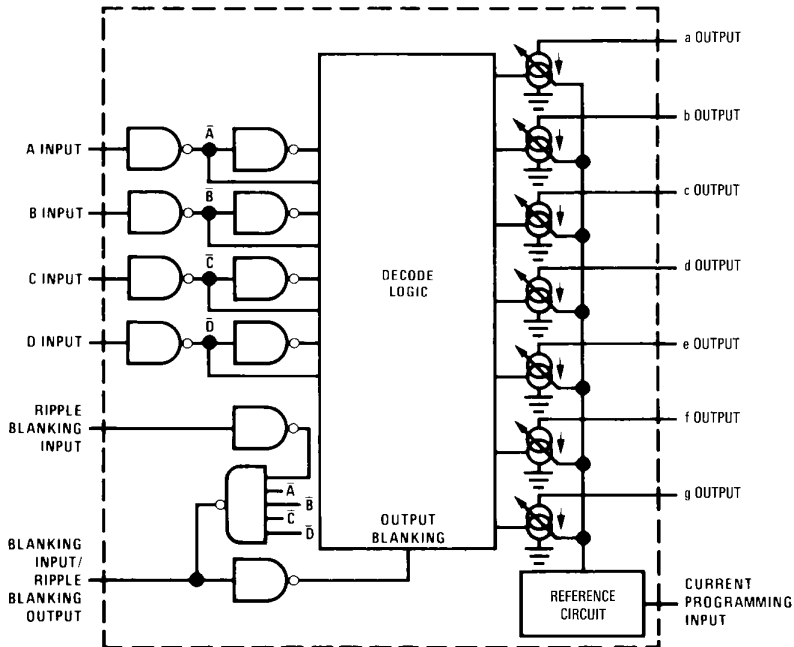 a OUTPUT
b OUTPUT
A INPUT
A
c OUTPUT
B INPUT
B
C INPUT
C
DECODE
LOGIC
d OUTPUT
D INPUT
D
e OUTPUT
RIPPLE
BLANKING
INPUT
f OUTPUT
A
B
C
D
g OUTPUT
OUTPUT
BLANKING
BLANKING
INPUT/
RIPPLE
BLANKING
OUTPUT
REFERENCE
CIRCUIT
CURRENT
PROGRAMMING
INPUT